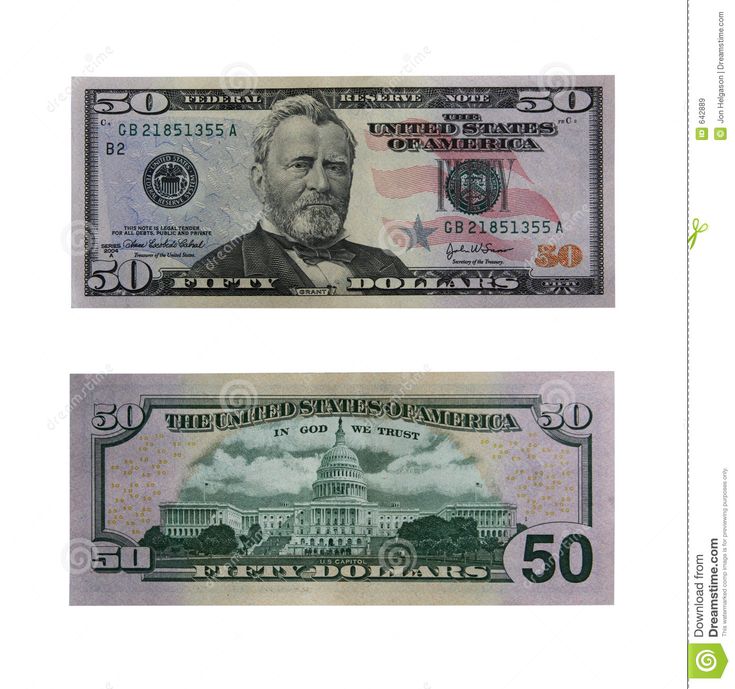 50 FEDERAL RESERVE NOTE 50
THE
UNITED STATES
OF AMERICA
GB 21851355 A
B2
THIS NOTE IS LEGAL TENDER
FOR ALL DEBTS, PUBLIC AND PRIVATE
SERIES
2004
A
Treasurer of the United States.
FIFTY
GB 21851355 A
Secretary of the Treasury.
50
50 FIFTY GRANT DOLLARS
50 50
THE UNITED STATES OF AMERICA
IN GOD WE TRUST
U.S. CAPITOL
50 FIFTY DOLLARS 50
dreamstime
ID 642889
© Jon Helgason | Dreamstime.com
Download from
Dreamstime.com
This watermarked comp image is for previewing purposes only.